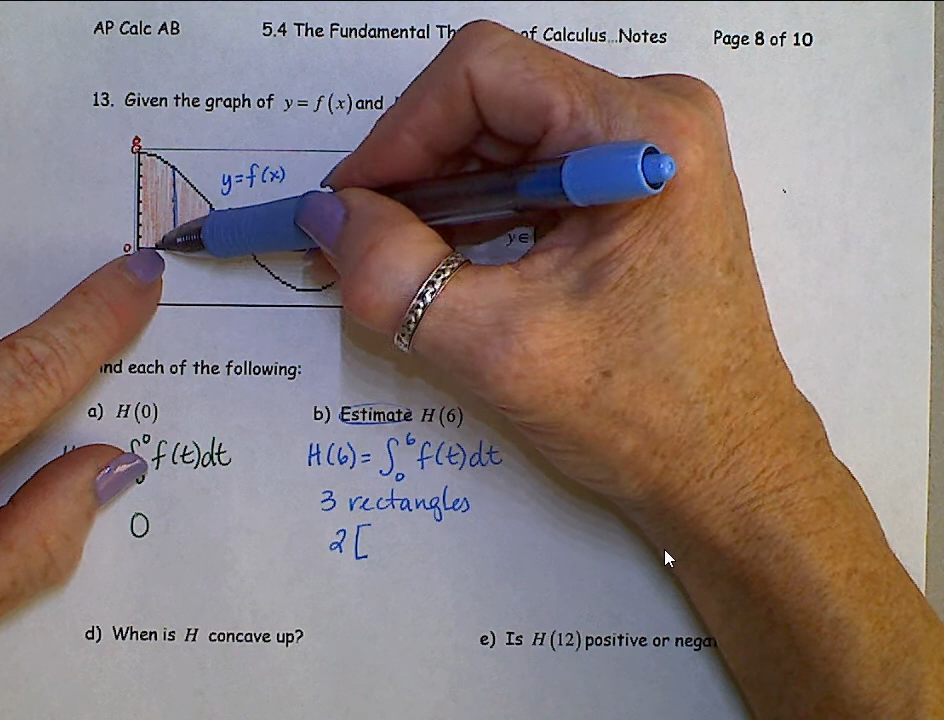 AP Calc AB 5.4 The Fundamental Th of Calculus...Notes Page 8 of 10
13. Given the graph of y = f(x) and
8
y=f(x)
0
y∈
nd each of the following:
a) H(0) b) Estimate H(6)
∫₀⁰ f(t)dt H(6) = ∫₀⁶ f(t)dt
3 rectangles
0 2[
d) When is H concave up? e) Is H(12) positive or nega